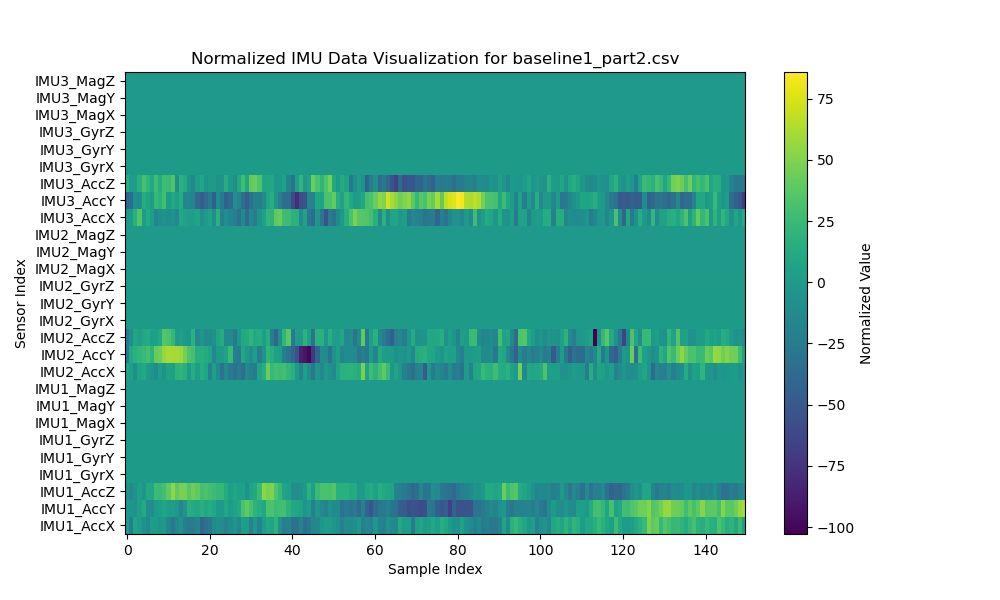 Normalized IMU Data Visualization for baseline1_part2.csv
IMU3_MagZ
IMU3_MagY
IMU3_MagX
IMU3_GyrZ
IMU3_GyrY
IMU3_GyrX
IMU3_AccZ
IMU3_AccY
IMU3_AccX
IMU2_MagZ
IMU2_MagY
IMU2_MagX
IMU2_GyrZ
IMU2_GyrY
IMU2_GyrX
IMU2_AccZ
IMU2_AccY
IMU2_AccX
IMU1_MagZ
IMU1_MagY
IMU1_MagX
IMU1_GyrZ
IMU1_GyrY
IMU1_GyrX
IMU1_AccZ
IMU1_AccY
IMU1_AccX
Sensor Index
0 20 40 60 80 100 120 140
Sample Index
75
50
25
0
−25
−50
−75
−100
Normalized Value